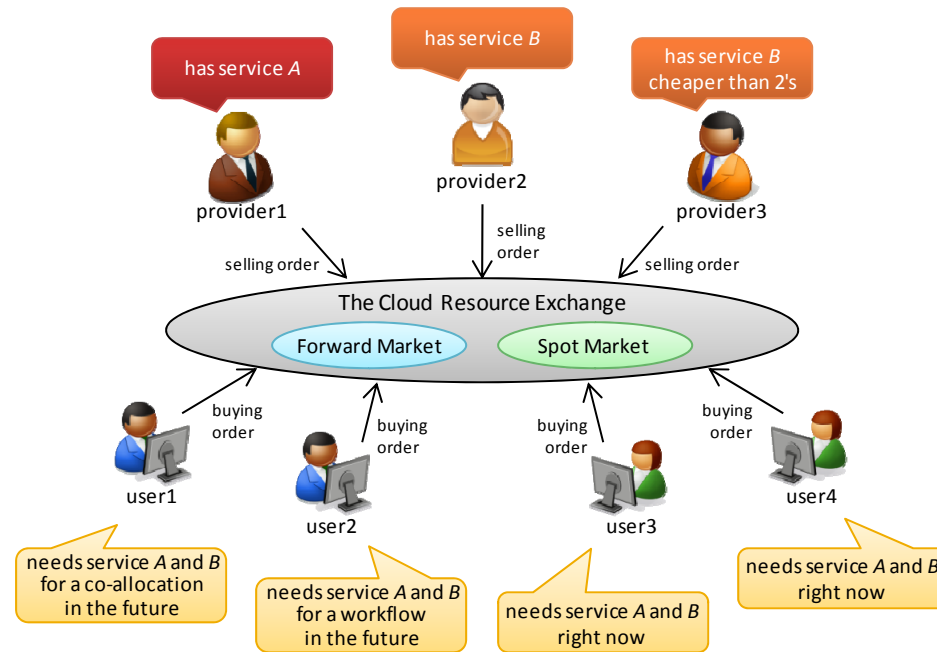 has service A
has service B
has service B
cheaper than 2's
provider1
provider2
provider3
selling order
selling
order
selling order
The Cloud Resource Exchange
Forward Market
Spot Market
buying
order
buying
order
buying
order
buying
order
user1
user2
user3
user4
needs service A and B
for a co-allocation
in the future
needs service A and B
for a workflow
in the future
needs service A and B
right now
needs service A and B
right now